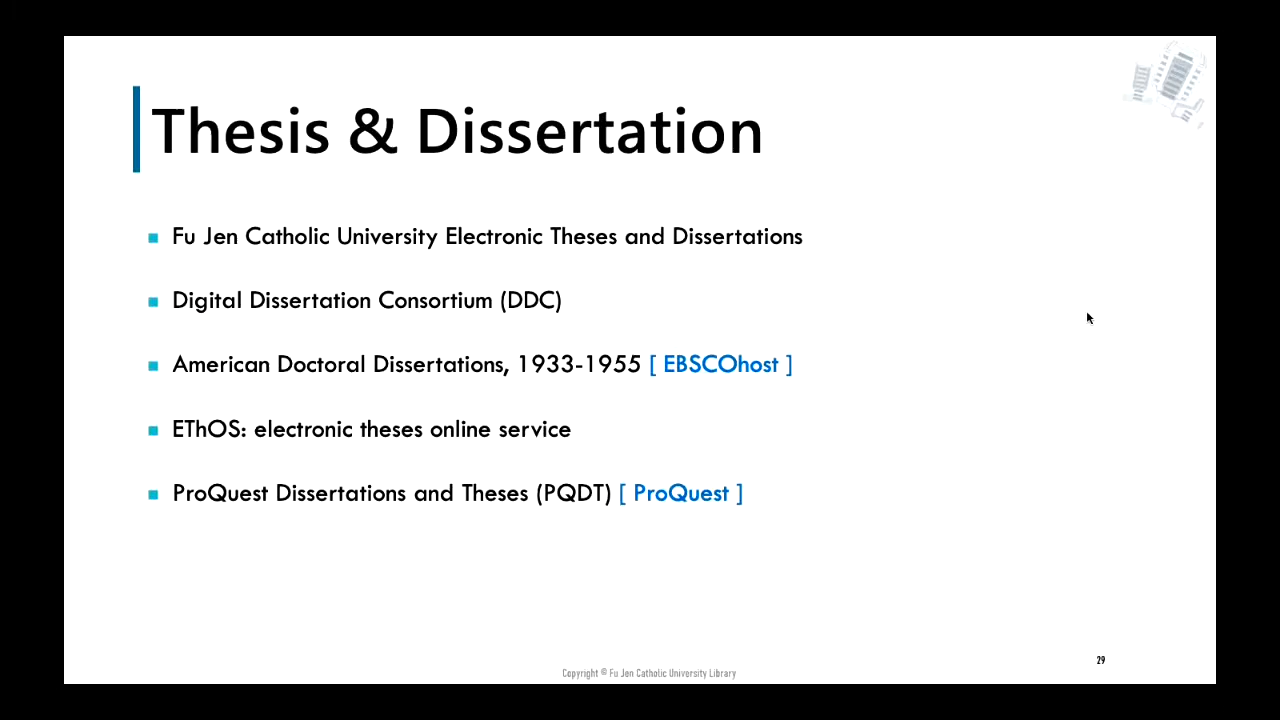 Thesis & Dissertation
Fu Jen Catholic University Electronic Theses and Dissertations
Digital Dissertation Consortium (DDC)
American Doctoral Dissertations, 1933-1955 [ EBSCOhost ]
EThOS: electronic theses online service
ProQuest Dissertations and Theses (PQDT) [ ProQuest ]
29
Copyright © Fu Jen Catholic University Library